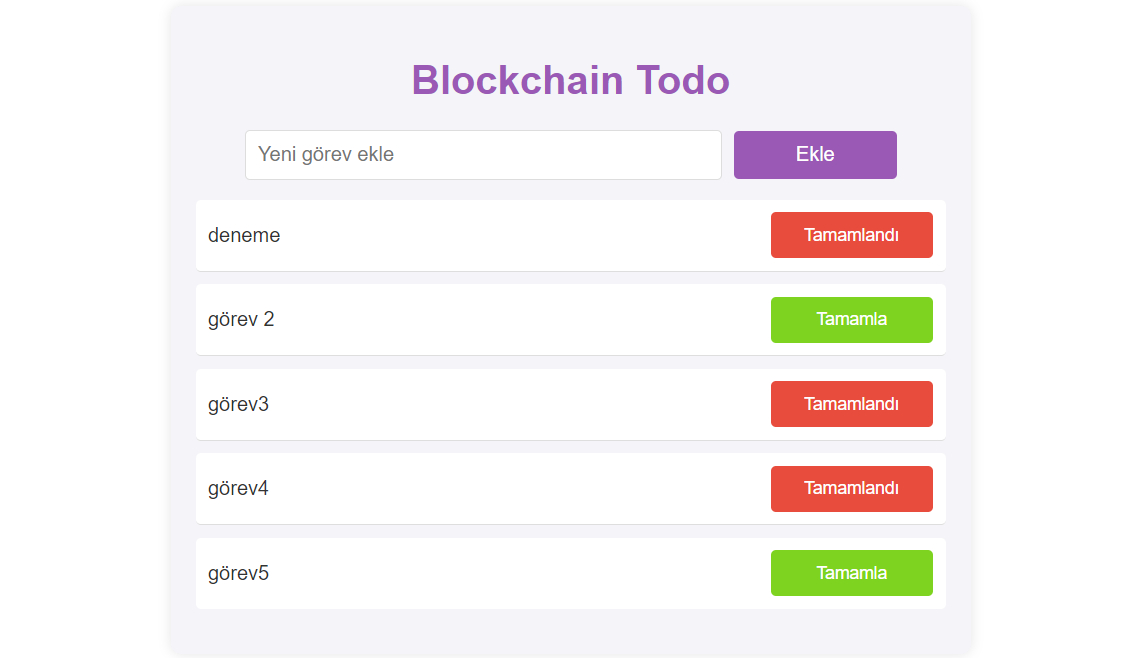 Blockchain Todo
Yeni görev ekle
Ekle
deneme
Tamamlandı
görev 2
Tamamla
görev3
Tamamlandı
görev4
Tamamlandı
görev5
Tamamla